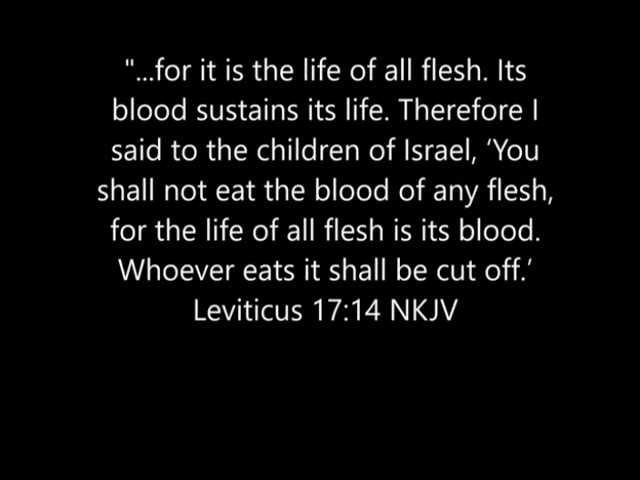 "...for it is the life of all flesh. Its
blood sustains its life. Therefore I
said to the children of Israel, ‘You
shall not eat the blood of any flesh,
for the life of all flesh is its blood.
Whoever eats it shall be cut off.’
Leviticus 17:14 NKJV